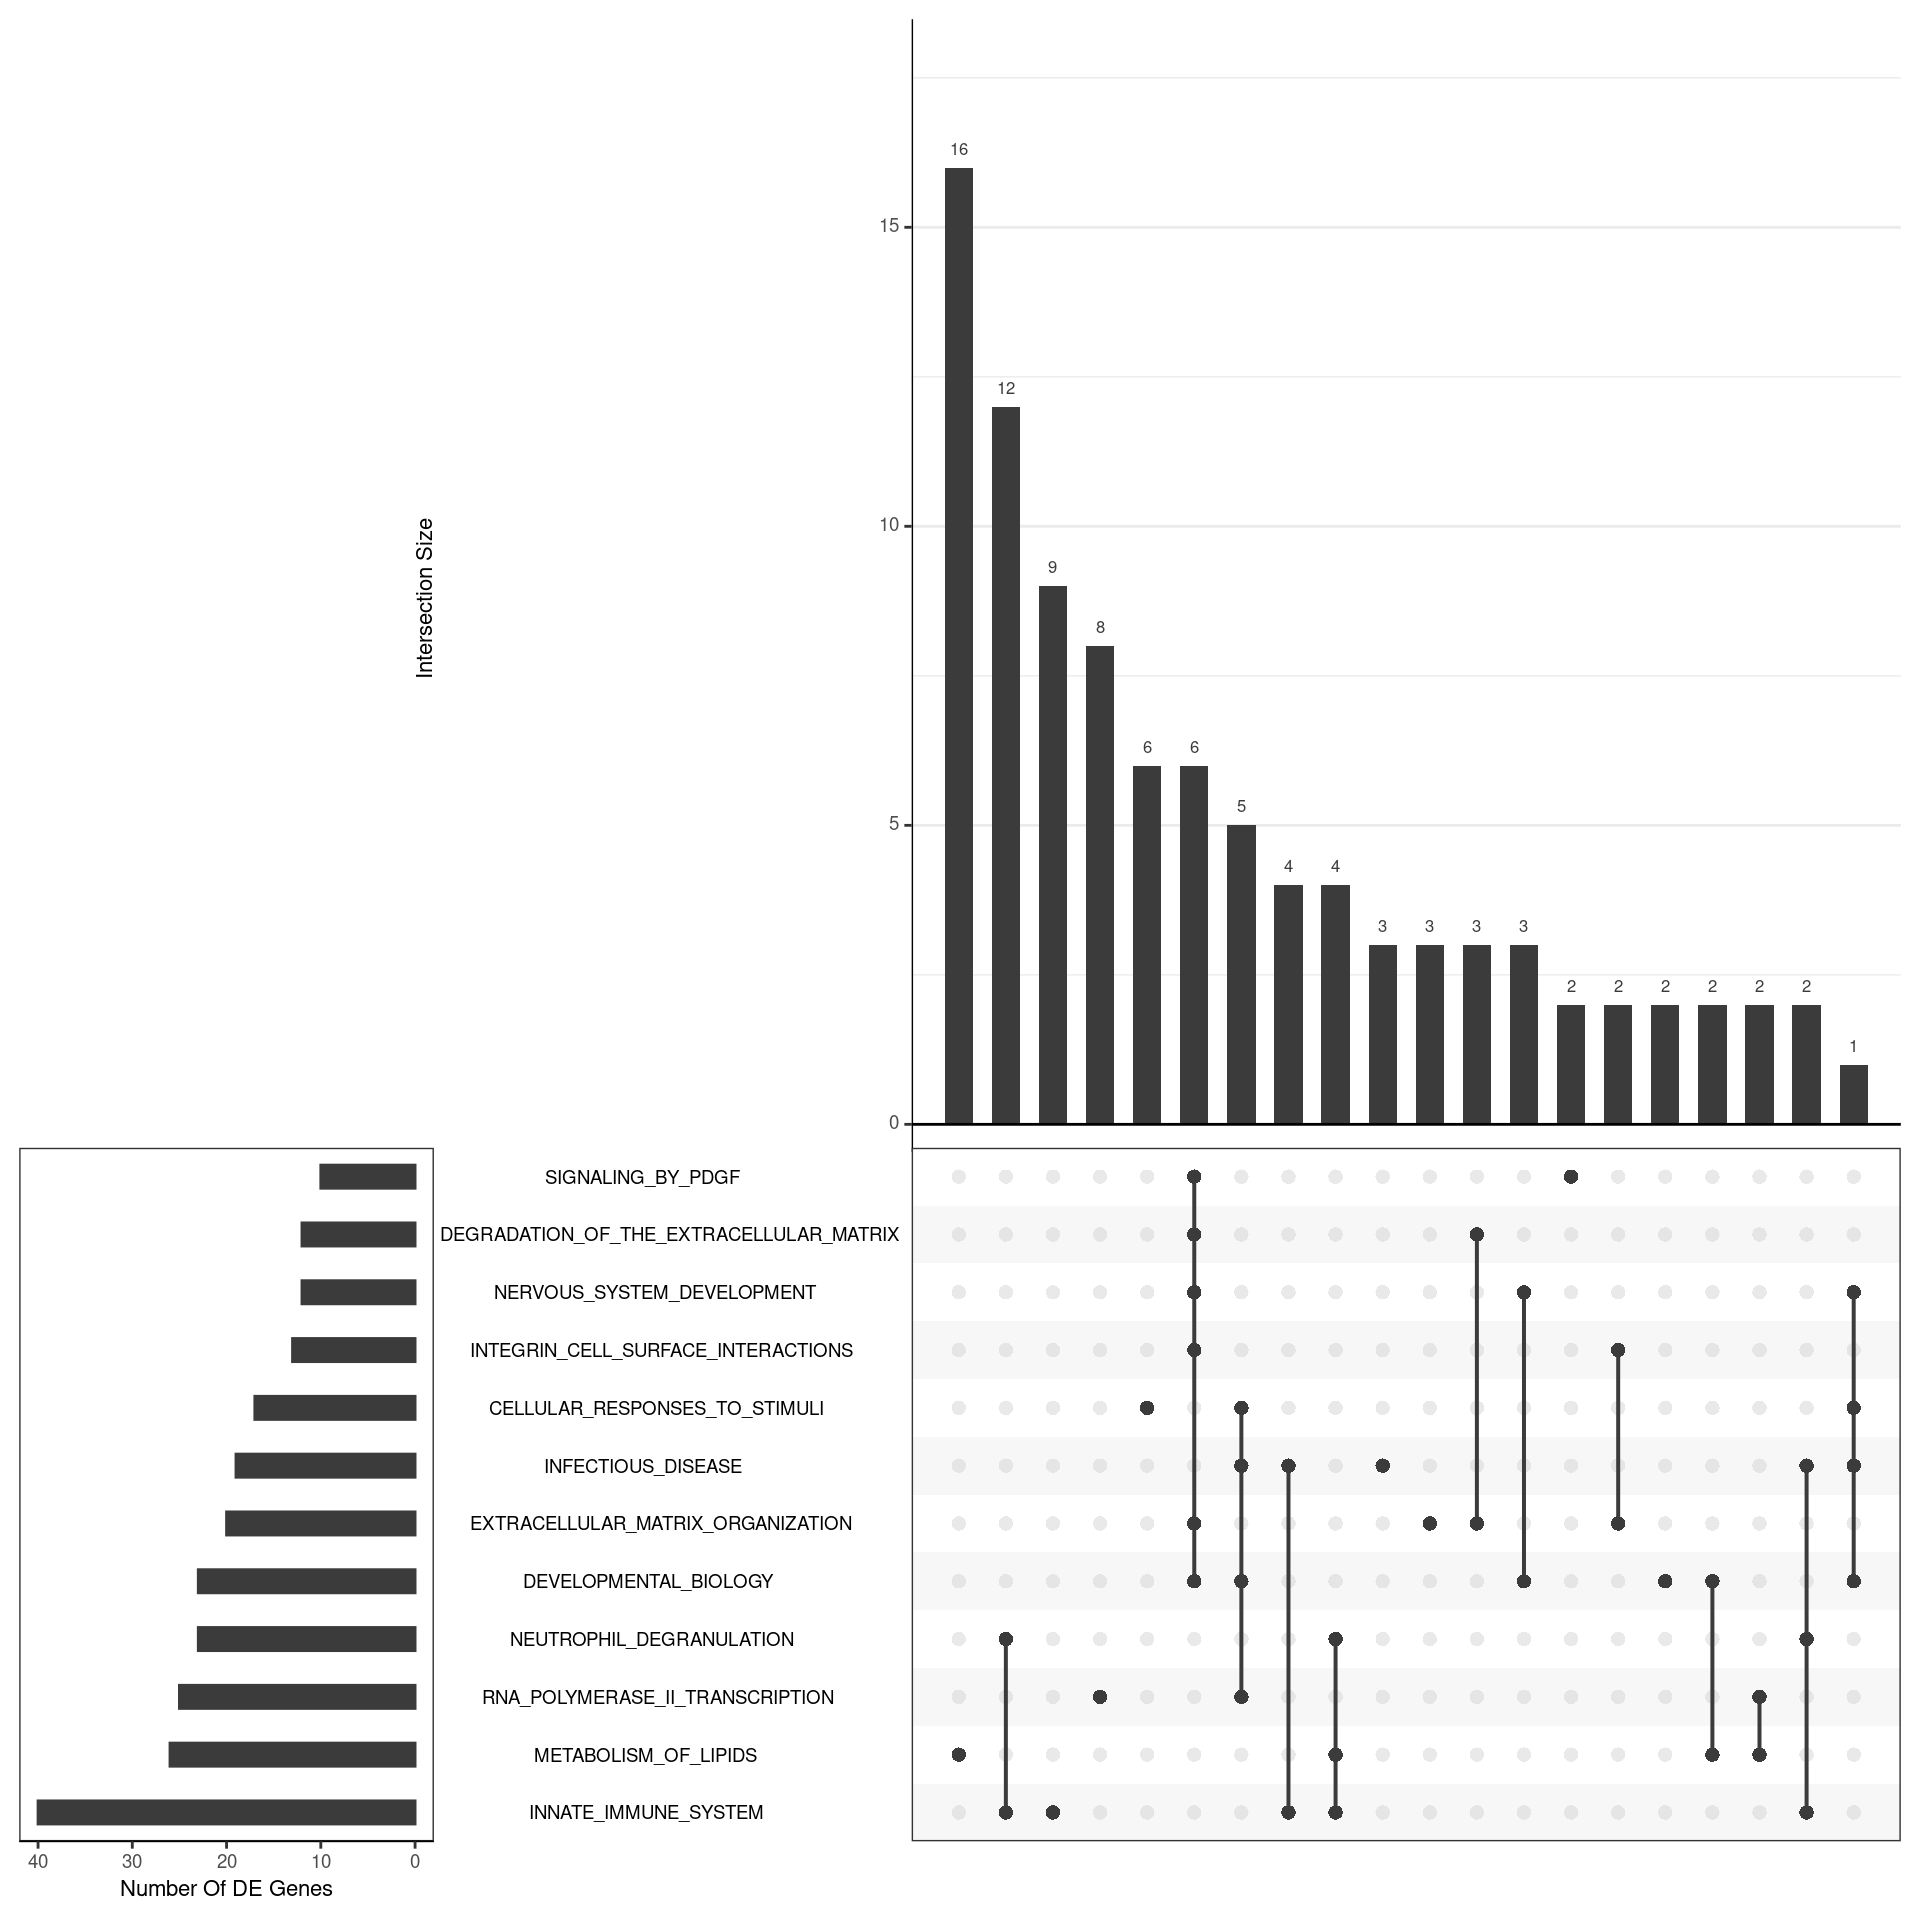 16
12
9
8
6
6
5
4
4
3
3
3
3
2
2
2
2
2
2
1
15
10
5
0
Intersection Size
SIGNALING_BY_PDGF
DEGRADATION_OF_THE_EXTRACELLULAR_MATRIX
NERVOUS_SYSTEM_DEVELOPMENT
INTEGRIN_CELL_SURFACE_INTERACTIONS
CELLULAR_RESPONSES_TO_STIMULI
INFECTIOUS_DISEASE
EXTRACELLULAR_MATRIX_ORGANIZATION
DEVELOPMENTAL_BIOLOGY
NEUTROPHIL_DEGRANULATION
RNA_POLYMERASE_II_TRANSCRIPTION
METABOLISM_OF_LIPIDS
INNATE_IMMUNE_SYSTEM
40 30 20 10 0
Number Of DE Genes